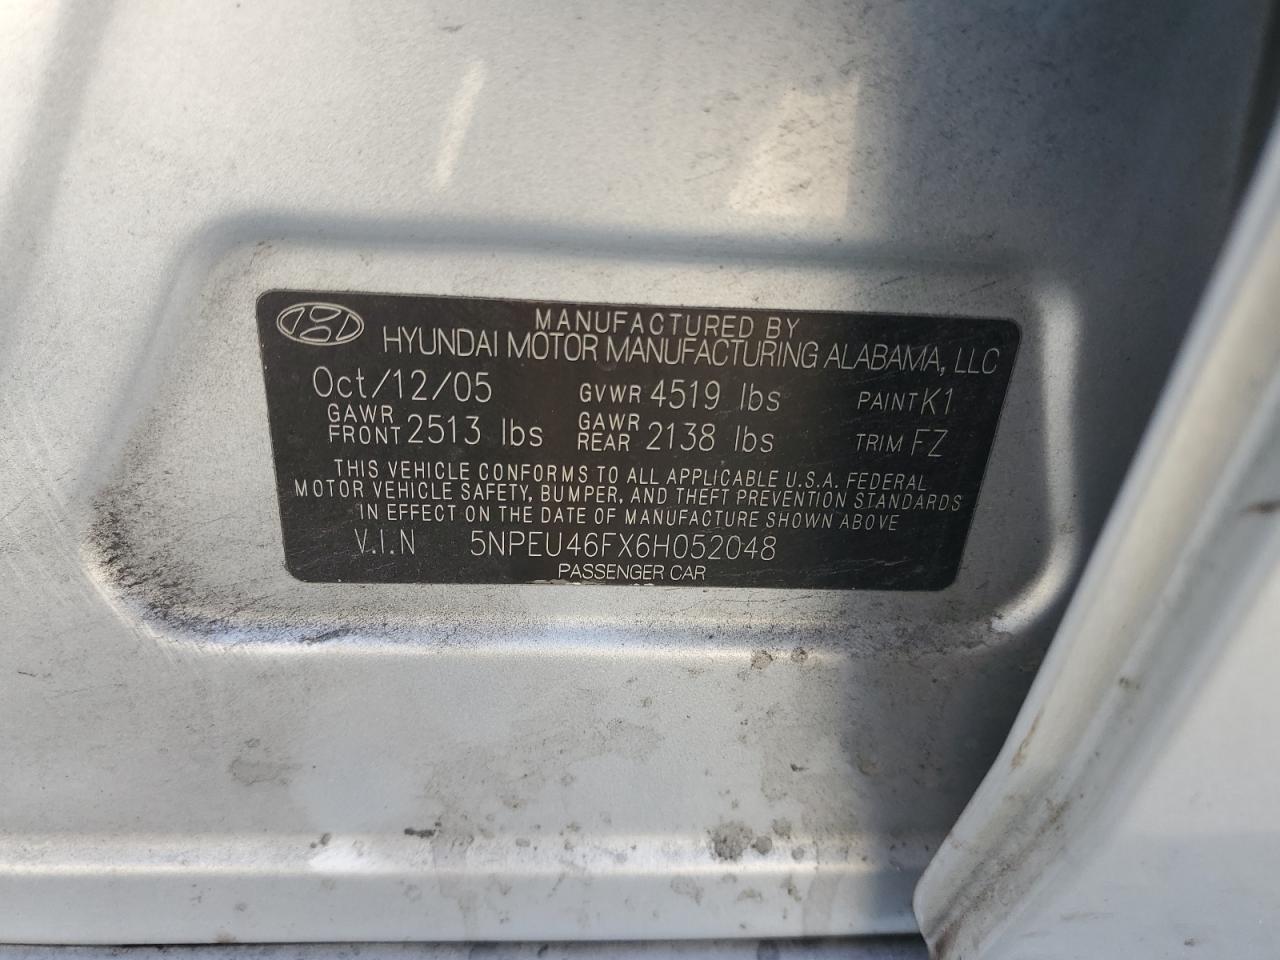 MANUFACTURED BY
HYUNDAI MOTOR MANUFACTURING ALABAMA, LLC
Oct/12/05 GVWR 4519 lbs PAINT K1
GAWR FRONT 2513 lbs GAWR REAR 2138 lbs TRIM FZ
THIS VEHICLE CONFORMS TO ALL APPLICABLE U.S.A. FEDERAL
MOTOR VEHICLE SAFETY, BUMPER, AND THEFT PREVENTION STANDARDS
IN EFFECT ON THE DATE OF MANUFACTURE SHOWN ABOVE
V.I.N 5NPEU46FX6H052048
PASSENGER CAR